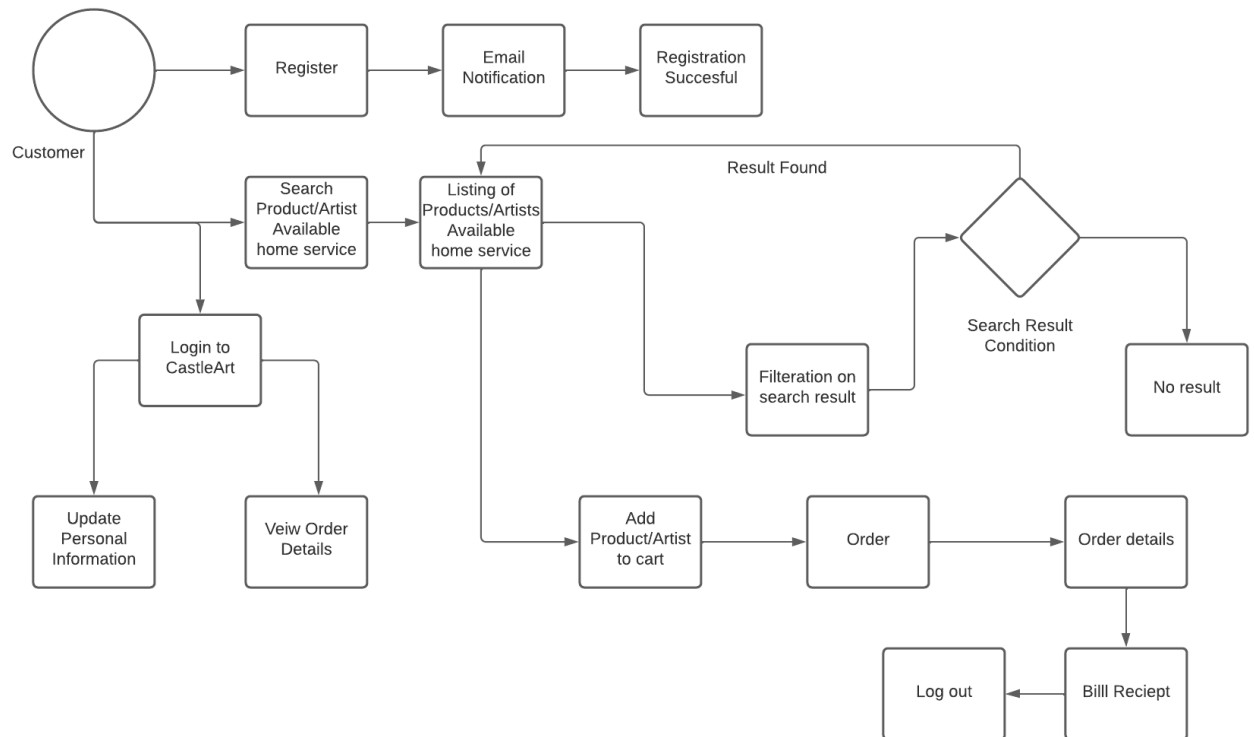 Register
Email
Notification
Registration
Succesful
Customer
Result Found
Search
Product/Artist
Available
home service
Listing of
Products/Artists
Available
home service
Search Result
Condition
Login to
CastleArt
Filteration on
search result
No result
Update
Personal
Information
Veiw Order
Details
Add
Product/Artist
to cart
Order
Order details
Log out
Billl Reciept